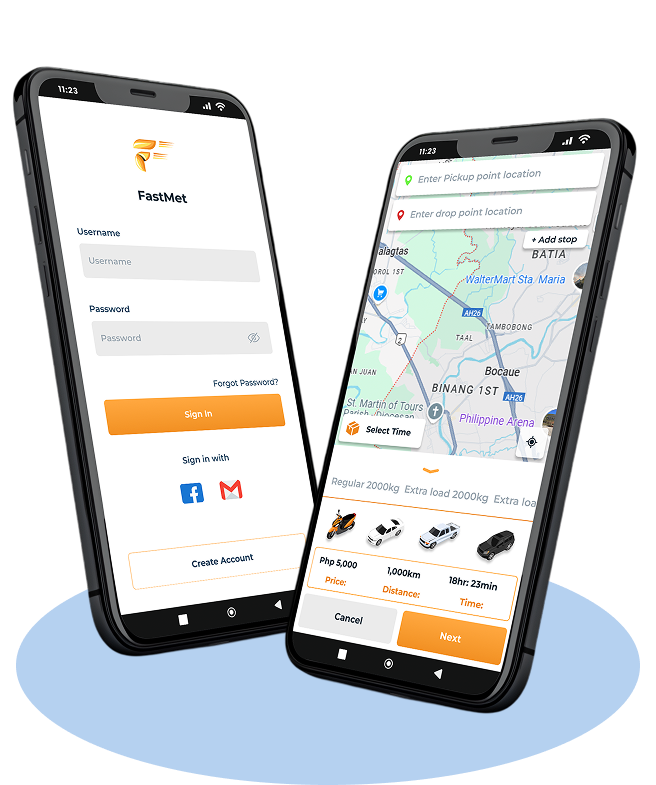 11:23
FastMet
Username
Username
Password
Password
Forgot Password?
Sign in
Sign in with
Create Account
11:23
Enter Pickup point location
Enter drop point location
+ Add stop
BATIA
alagtas
OROL 1ST
WalterMart Sta. Maria
AH26
TAMBOBONG
2
TAAL
AN JUAN
Bocaue
BINANG 1ST
AH26
St. Martin of Tours
Parish -Diocesan
Philippine Arena
Select Time
Regular 2000kg Extra load 2000kg Extra loa
Php 5,000 1,000km 18hr: 23min
Price: Distance: Time:
Cancel Next